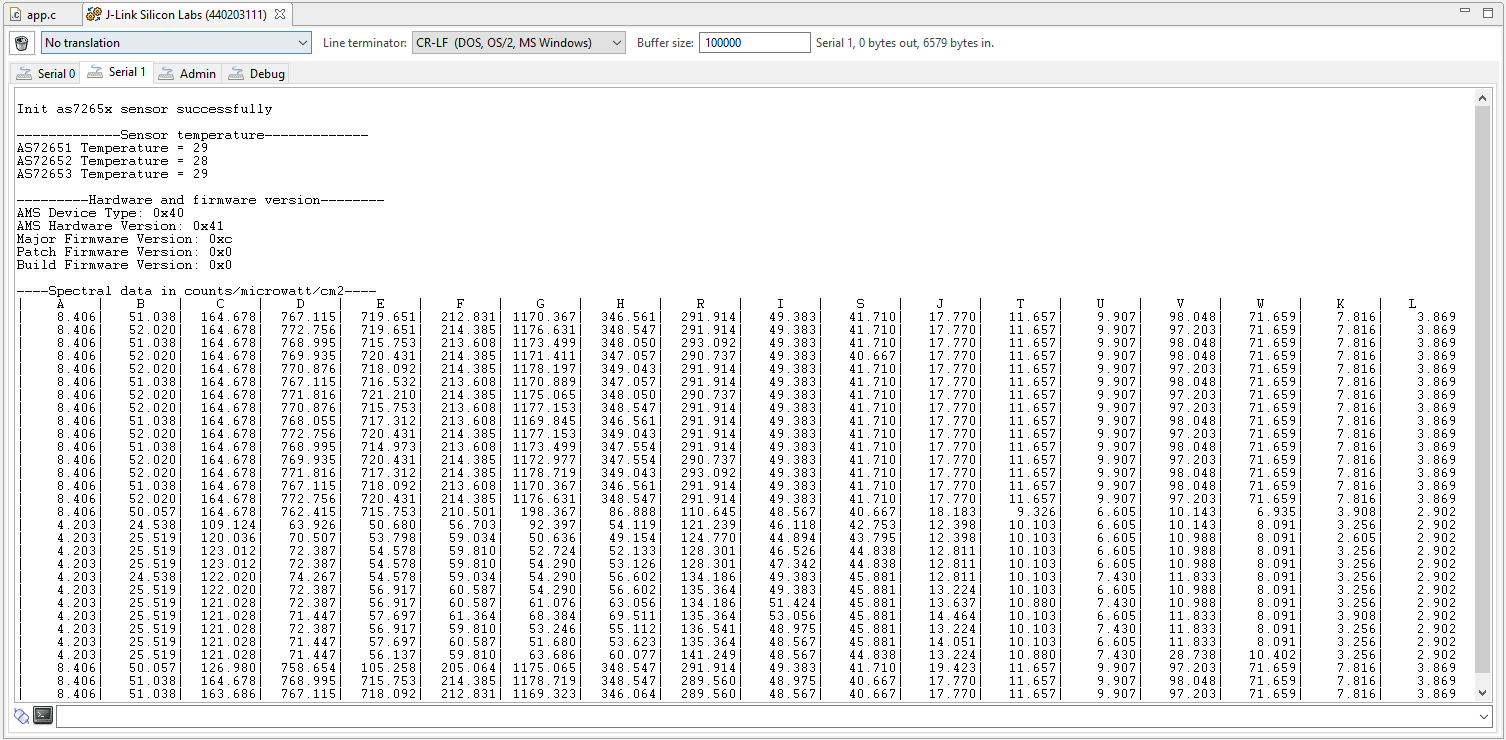 app.c
J-Link Silicon Labs (440203111)
No translation Line terminator: CR-LF (DOS, OS/2, MS Windows) Buffer size: 100000 Serial 1, 0 bytes out, 6579 bytes in.
Serial 0 Serial 1 Admin Debug
Init as7265x sensor successfully
-------------Sensor temperature-------------
AS72651 Temperature = 29
AS72652 Temperature = 28
AS72653 Temperature = 29
---------Hardware and firmware version--------
AMS Device Type: 0x40
AMS Hardware Version: 0x41
Major Firmware Version: 0xc
Patch Firmware Version: 0x0
Build Firmware Version: 0x0
----Spectral data in counts/microwatt/cm2----
| A | B | C | D | E | F | G | H | R | I | S | J | T | U | V | W | K | L
| 8.406| 51.038| 164.678| 767.115| 719.651| 212.831| 1170.367| 346.561| 291.914| 49.383| 41.710| 17.770| 11.657| 9.907| 98.048| 71.659| 7.816| 3.869
| 8.406| 52.020| 164.678| 772.756| 719.651| 214.385| 1176.631| 348.547| 291.914| 49.383| 41.710| 17.770| 11.657| 9.907| 97.203| 71.659| 7.816| 3.869
| 8.406| 51.038| 164.678| 768.995| 715.753| 213.608| 1173.499| 348.050| 293.092| 49.383| 41.710| 17.770| 11.657| 9.907| 98.048| 71.659| 7.816| 3.869
| 8.406| 52.020| 164.678| 769.935| 720.431| 214.385| 1171.411| 347.057| 290.737| 49.383| 40.667| 17.770| 11.657| 9.907| 98.048| 71.659| 7.816| 3.869
| 8.406| 52.020| 164.678| 770.876| 718.092| 214.385| 1178.197| 349.043| 291.914| 49.383| 41.710| 17.770| 11.657| 9.907| 97.203| 71.659| 7.816| 3.869
| 8.406| 51.038| 164.678| 767.115| 716.532| 213.608| 1170.889| 347.057| 291.914| 49.383| 41.710| 17.770| 11.657| 9.907| 98.048| 71.659| 7.816| 3.869
| 8.406| 52.020| 164.678| 771.816| 721.210| 214.385| 1175.065| 348.050| 290.737| 49.383| 41.710| 17.770| 11.657| 9.907| 97.203| 71.659| 7.816| 3.869
| 8.406| 52.020| 164.678| 770.876| 715.753| 213.608| 1177.153| 348.547| 291.914| 49.383| 41.710| 17.770| 11.657| 9.907| 97.203| 71.659| 7.816| 3.869
| 8.406| 51.038| 164.678| 768.055| 717.312| 213.608| 1169.845| 346.561| 291.914| 49.383| 41.710| 17.770| 11.657| 9.907| 98.048| 71.659| 7.816| 3.869
| 8.406| 52.020| 164.678| 772.756| 720.431| 214.385| 1177.153| 349.043| 291.914| 49.383| 41.710| 17.770| 11.657| 9.907| 97.203| 71.659| 7.816| 3.869
| 8.406| 51.038| 164.678| 768.995| 714.973| 213.608| 1173.499| 347.554| 291.914| 49.383| 41.710| 17.770| 11.657| 9.907| 98.048| 71.659| 7.816| 3.869
| 8.406| 52.020| 164.678| 769.935| 720.431| 214.385| 1172.977| 347.554| 290.737| 49.383| 41.710| 17.770| 11.657| 9.907| 97.203| 71.659| 7.816| 3.869
| 8.406| 52.020| 164.678| 771.816| 717.312| 214.385| 1178.719| 349.043| 293.092| 49.383| 41.710| 17.770| 11.657| 9.907| 98.048| 71.659| 7.816| 3.869
| 8.406| 51.038| 164.678| 767.115| 718.092| 213.608| 1170.367| 346.561| 291.914| 49.383| 41.710| 17.770| 11.657| 9.907| 98.048| 71.659| 7.816| 3.869
| 8.406| 52.020| 164.678| 772.756| 720.431| 214.385| 1176.631| 348.547| 291.914| 49.383| 41.710| 17.770| 11.657| 9.907| 97.203| 71.659| 7.816| 3.869
| 8.406| 50.057| 164.678| 762.415| 715.753| 210.501| 198.367| 86.888| 110.645| 48.567| 40.667| 18.183| 9.326| 6.605| 10.143| 6.935| 3.908| 2.902
| 4.203| 24.538| 109.124| 63.926| 50.680| 56.703| 92.397| 54.119| 121.239| 46.118| 42.753| 12.398| 10.103| 6.605| 10.143| 8.091| 3.256| 2.902
| 4.203| 25.519| 120.036| 70.507| 53.798| 59.034| 50.636| 49.154| 124.770| 44.894| 43.795| 12.398| 10.103| 6.605| 10.988| 8.091| 2.605| 2.902
| 4.203| 25.519| 123.012| 72.387| 54.578| 59.810| 52.724| 52.133| 128.301| 46.526| 44.838| 12.811| 10.103| 6.605| 10.988| 8.091| 3.256| 2.902
| 4.203| 25.519| 123.012| 72.387| 54.578| 59.810| 54.290| 53.126| 128.301| 47.342| 44.838| 12.811| 10.103| 6.605| 10.988| 8.091| 3.256| 2.902
| 4.203| 24.538| 122.020| 74.267| 54.578| 59.034| 54.290| 56.602| 134.186| 49.383| 45.881| 12.811| 10.103| 7.430| 11.833| 8.091| 3.256| 2.902
| 4.203| 25.519| 122.020| 72.387| 56.917| 60.587| 54.290| 56.602| 135.364| 49.383| 45.881| 13.224| 10.103| 6.605| 11.833| 8.091| 3.256| 2.902
| 4.203| 25.519| 121.028| 72.387| 56.917| 60.587| 61.076| 63.056| 134.186| 51.424| 45.881| 13.637| 10.880| 7.430| 10.988| 8.091| 3.256| 2.902
| 4.203| 25.519| 121.028| 71.447| 57.697| 61.364| 68.384| 69.511| 135.364| 53.056| 45.881| 14.464| 10.103| 6.605| 11.833| 8.091| 3.908| 2.902
| 4.203| 25.519| 121.028| 72.387| 56.917| 59.810| 53.246| 55.112| 136.541| 48.975| 45.881| 13.224| 10.103| 7.430| 11.833| 8.091| 3.256| 2.902
| 4.203| 25.519| 121.028| 71.447| 57.697| 60.587| 51.680| 53.623| 135.364| 48.567| 45.881| 14.051| 10.103| 6.605| 11.833| 8.091| 3.256| 2.902
| 4.203| 25.519| 121.028| 71.447| 56.137| 59.810| 63.686| 60.077| 141.249| 48.567| 44.838| 13.224| 10.880| 7.430| 28.738| 10.402| 3.256| 2.902
| 8.406| 50.057| 126.980| 758.654| 105.258| 205.064| 1175.065| 348.547| 291.914| 49.383| 41.710| 19.423| 11.657| 9.907| 97.203| 71.659| 7.816| 3.869
| 8.406| 51.038| 164.678| 768.995| 715.753| 214.385| 1178.719| 348.547| 289.560| 48.975| 40.667| 17.770| 11.657| 9.907| 97.203| 71.659| 7.816| 3.869
| 8.406| 51.038| 163.686| 767.115| 718.092| 212.831| 1169.323| 346.064| 289.560| 48.567| 40.667| 17.770| 11.657| 9.907| 97.203| 71.659| 7.816| 3.869